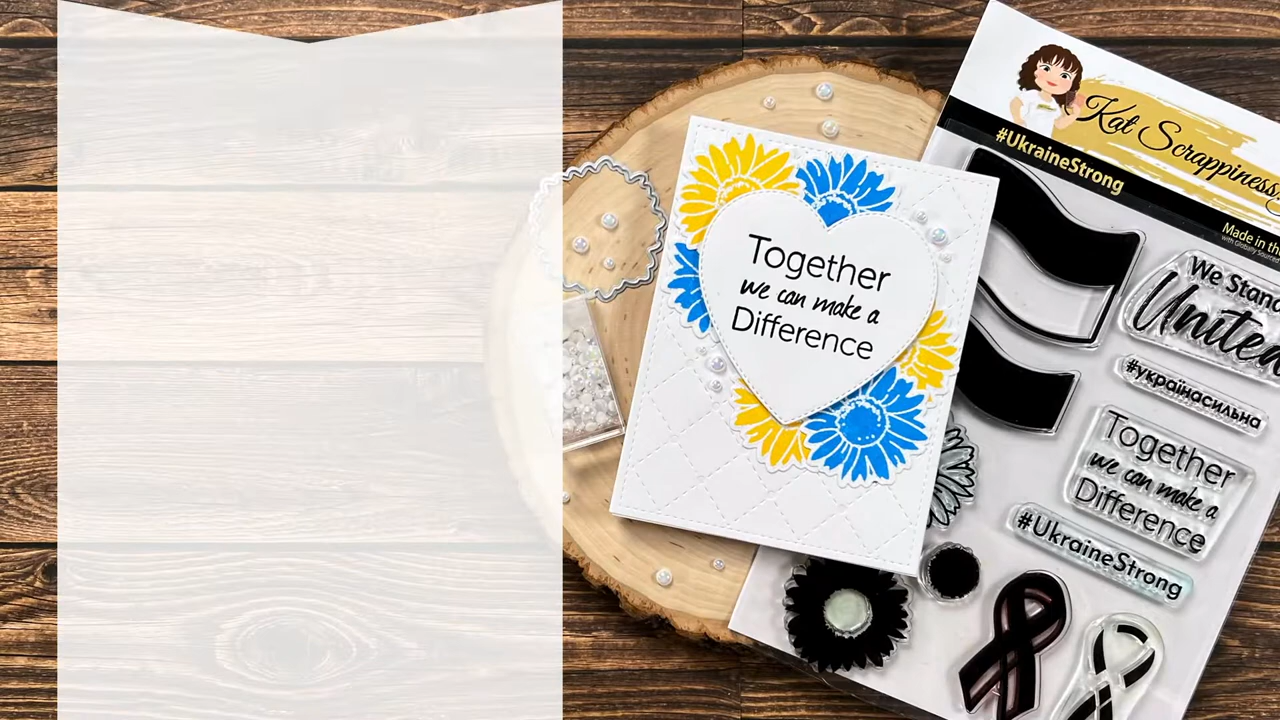 Together
we can make a
Difference
Kat Scrappiness
#UkraineStrong
Made in the
We Stand
United
#українасильна
Together
we can make a
Difference
#UkraineStrong